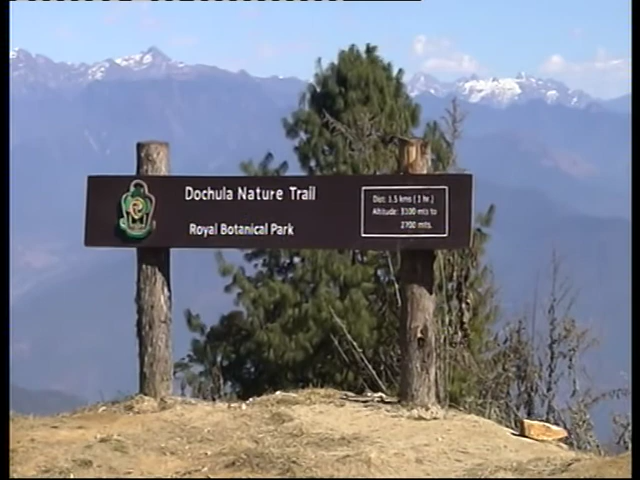 Dochula Nature Trail
Royal Botanical Park
Dist: 1.5 kms ( 1 hr. )
Altitude: 3100 mts to
2700 mts.